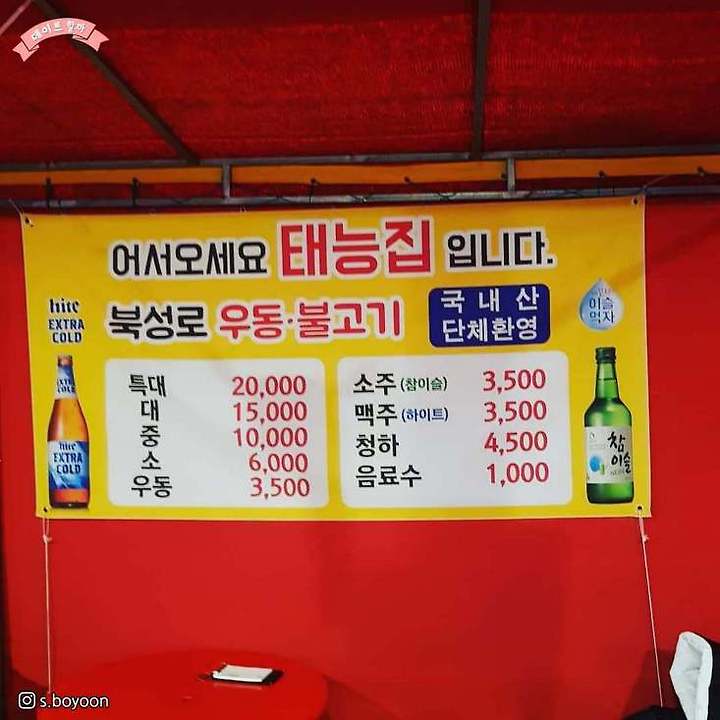 데이트립
어서오세요 태능집 입니다.
북성로 우동·불고기
국내산
단체환영
hite
EXTRA
COLD
이슬
먹자
특대 20,000
대 15,000
중 10,000
소 6,000
우동 3,500
소주(참이슬) 3,500
맥주(하이트) 3,500
청하 4,500
음료수 1,000
hite
EXTRA
COLD
참
이슬
s.boyoon